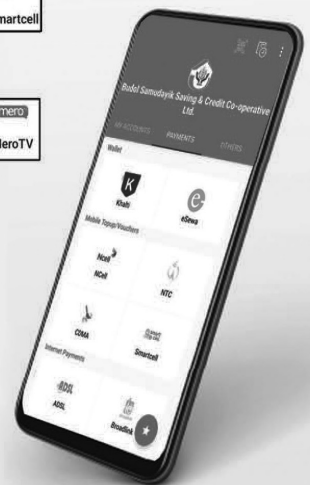 martcell
mero
MeroTV
Budol Samudayik Saving & Credit Co-operative
Ltd.
MY ACCOUNTS PAYMENTS OTHERS
Wallet
K
e
Khalti eSewa
Mobile Topup/Vouchers
Ncell
NCell NTC
CDMA Smartcell
Internet Payments
ADSL
ADSL Broadlink